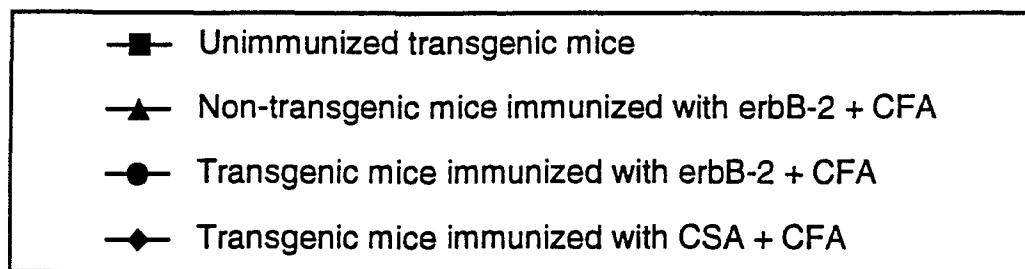 Unimmunized transgenic mice
Non-transgenic mice immunized with erbB-2 + CFA
Transgenic mice immunized with erbB-2 + CFA
Transgenic mice immunized with CSA + CFA